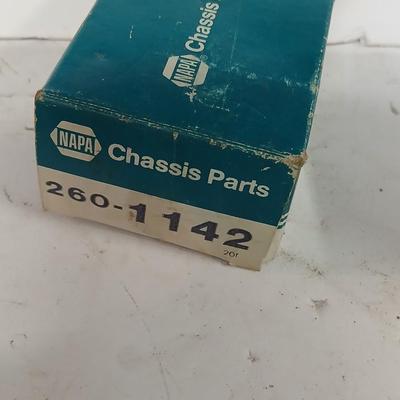 NAPA Chassis
NAPA Chassis Parts
260-1142
20f